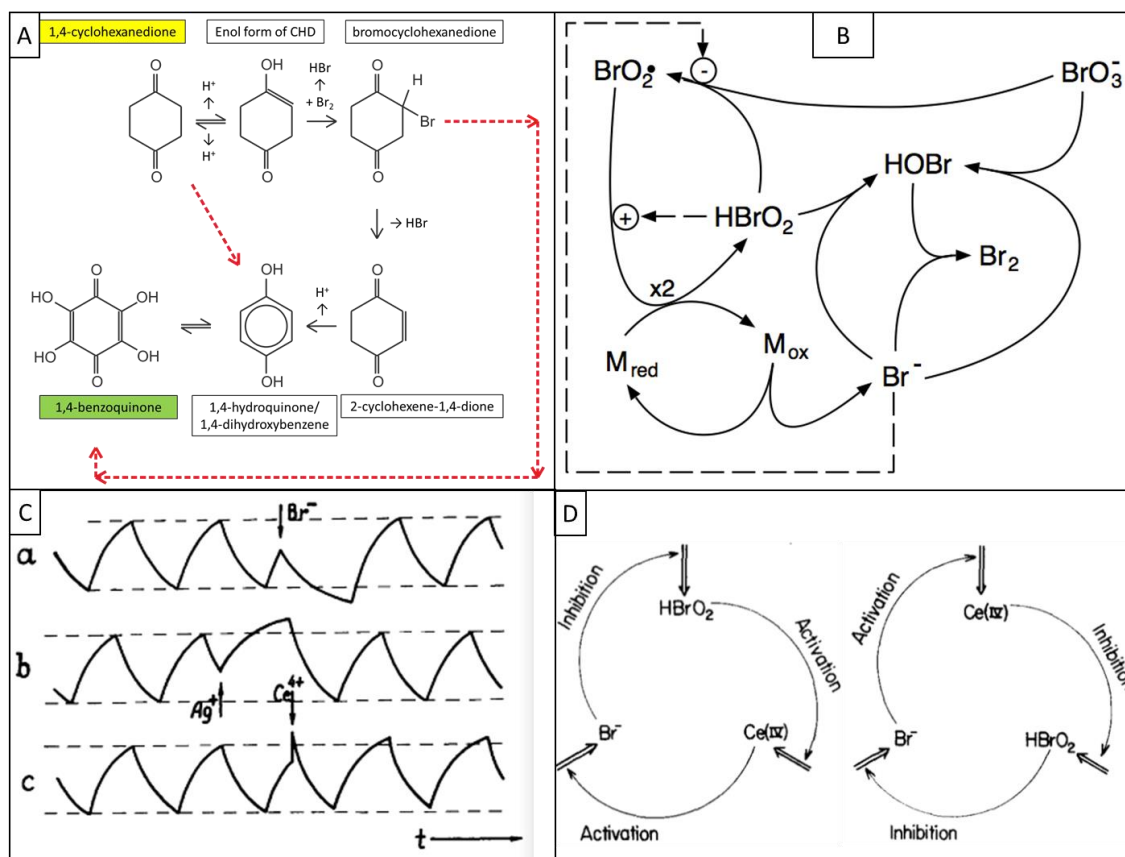 A
1,4-cyclohexanedione
Enol form of CHD
bromocyclohexanedione
O
OH
HBr
O
H
H⁺
+ Br₂
Br
H⁺
O
O
O
→ HBr
O
OH
O
HO
OH
H⁺
HO
OH
O
OH
O
1,4-benzoquinone
1,4-hydroquinone/
1,4-dihydroxybenzene
2-cyclohexene-1,4-dione
B
BrO₂•
-
BrO₃⁻
HOBr
+
HBrO₂
Br₂
x2
Mₒₓ
M_red
Br⁻
C
Br⁻
a
b
Ag⁺
Ce⁴⁺
c
t
D
Inhibition
HBrO₂
Activation
Br⁻
Ce(IV)
Activation
Activation
Ce(IV)
Inhibition
Br⁻
HBrO₂
Inhibition